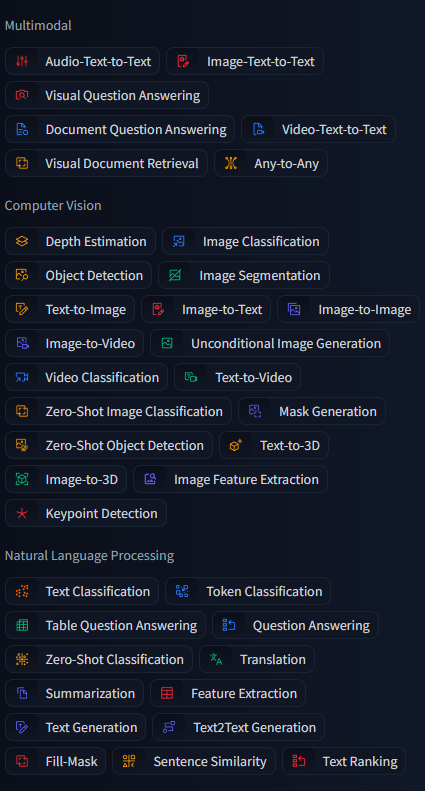 Multimodal
Audio-Text-to-Text Image-Text-to-Text
Visual Question Answering
Document Question Answering Video-Text-to-Text
Visual Document Retrieval Any-to-Any
Computer Vision
Depth Estimation Image Classification
Object Detection Image Segmentation
Text-to-Image Image-to-Text Image-to-Image
Image-to-Video Unconditional Image Generation
Video Classification Text-to-Video
Zero-Shot Image Classification Mask Generation
Zero-Shot Object Detection Text-to-3D
Image-to-3D Image Feature Extraction
Keypoint Detection
Natural Language Processing
Text Classification Token Classification
Table Question Answering Question Answering
Zero-Shot Classification Translation
Summarization Feature Extraction
Text Generation Text2Text Generation
Fill-Mask Sentence Similarity Text Ranking